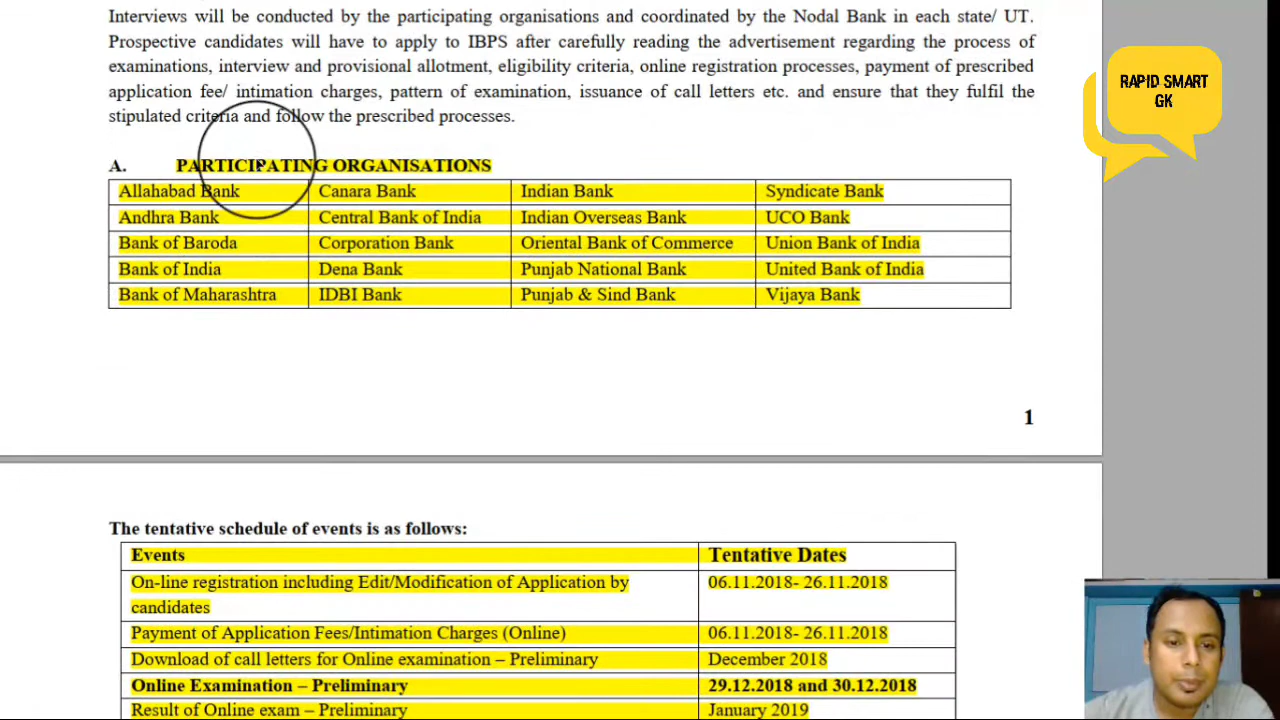 Interviews will be conducted by the participating organisations and coordinated by the Nodal Bank in each state/ UT.
Prospective candidates will have to apply to IBPS after carefully reading the advertisement regarding the process of
examinations, interview and provisional allotment, eligibility criteria, online registration processes, payment of prescribed
application fee/ intimation charges, pattern of examination, issuance of call letters etc. and ensure that they fulfil the
stipulated criteria and follow the prescribed processes.
RAPID SMART
GK
A. PARTICIPATING ORGANISATIONS
Allahabad Bank Canara Bank Indian Bank Syndicate Bank
Andhra Bank Central Bank of India Indian Overseas Bank UCO Bank
Bank of Baroda Corporation Bank Oriental Bank of Commerce Union Bank of India
Bank of India Dena Bank Punjab National Bank United Bank of India
Bank of Maharashtra IDBI Bank Punjab & Sind Bank Vijaya Bank
1
The tentative schedule of events is as follows:
Events Tentative Dates
On-line registration including Edit/Modification of Application by 06.11.2018- 26.11.2018
candidates
Payment of Application Fees/Intimation Charges (Online) 06.11.2018- 26.11.2018
Download of call letters for Online examination – Preliminary December 2018
Online Examination – Preliminary 29.12.2018 and 30.12.2018
Result of Online exam – Preliminary January 2019